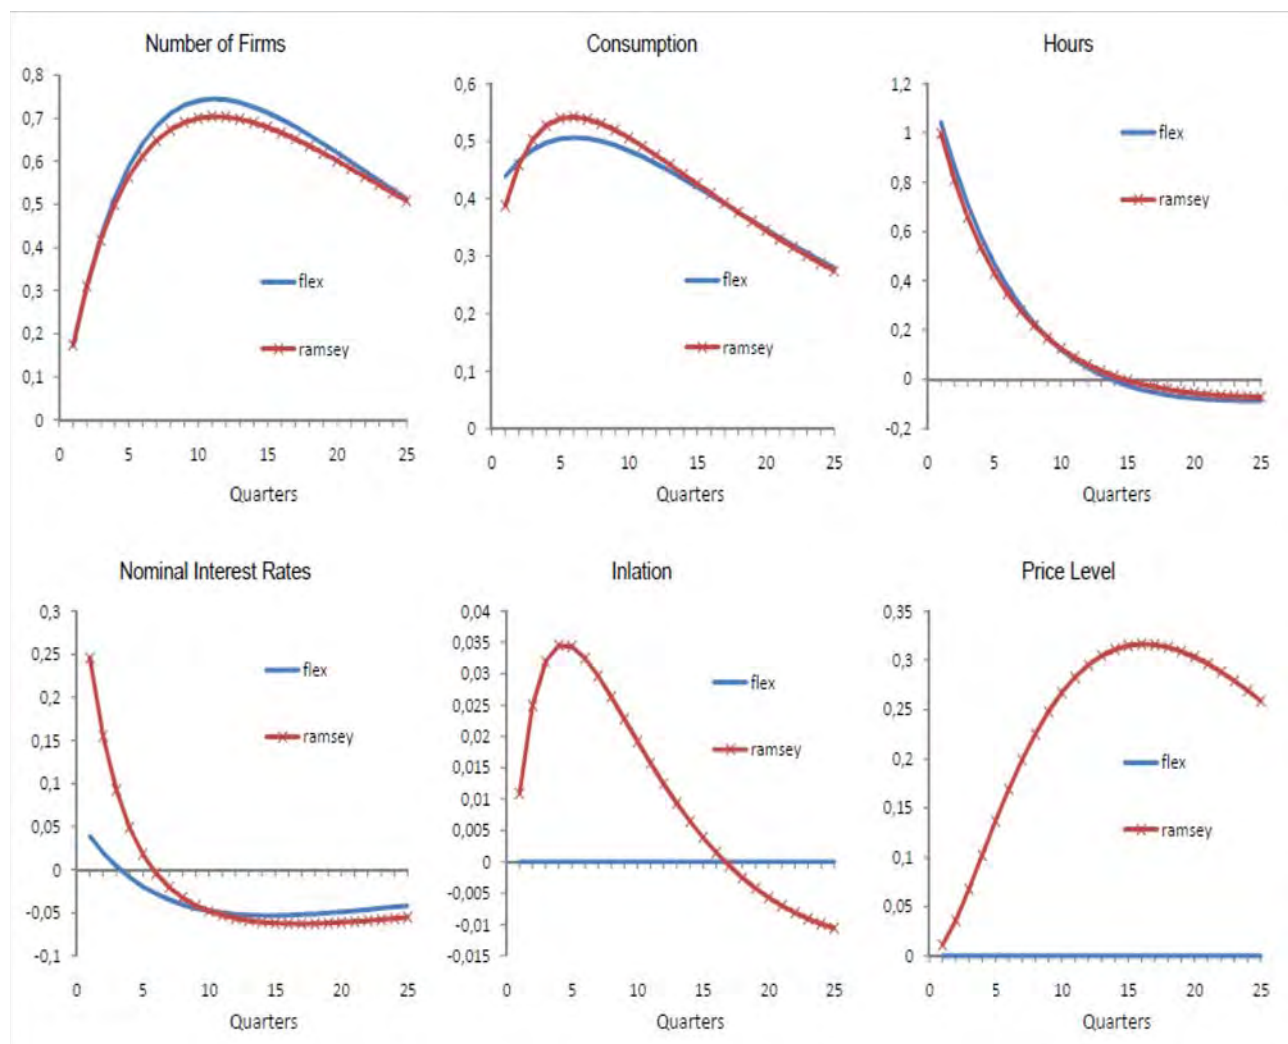 Number of Firms
0,8
0,7
0,6
0,5
0,4
0,3
0,2
0,1
0
flex
ramsey
0 5 10 15 20 25
Quarters
Consumption
0,6
0,5
0,4
0,3
0,2
0,1
0
flex
ramsey
0 5 10 15 20 25
Quarters
Hours
1,2
1
0,8
0,6
0,4
0,2
0
-0,2
flex
ramsey
0 5 10 15 20 25
Quarters
Nominal Interest Rates
0,3
0,25
0,2
0,15
0,1
0,05
0
-0,05
-0,1
flex
ramsey
0 5 10 15 20 25
Quarters
Inlation
0,04
0,035
0,03
0,025
0,02
0,015
0,01
0,005
0
-0,005
-0,01
-0,015
flex
ramsey
0 5 10 15 20 25
Quarters
Price Level
0,35
0,3
0,25
0,2
0,15
0,1
0,05
0
flex
ramsey
0 5 10 15 20 25
Quarters